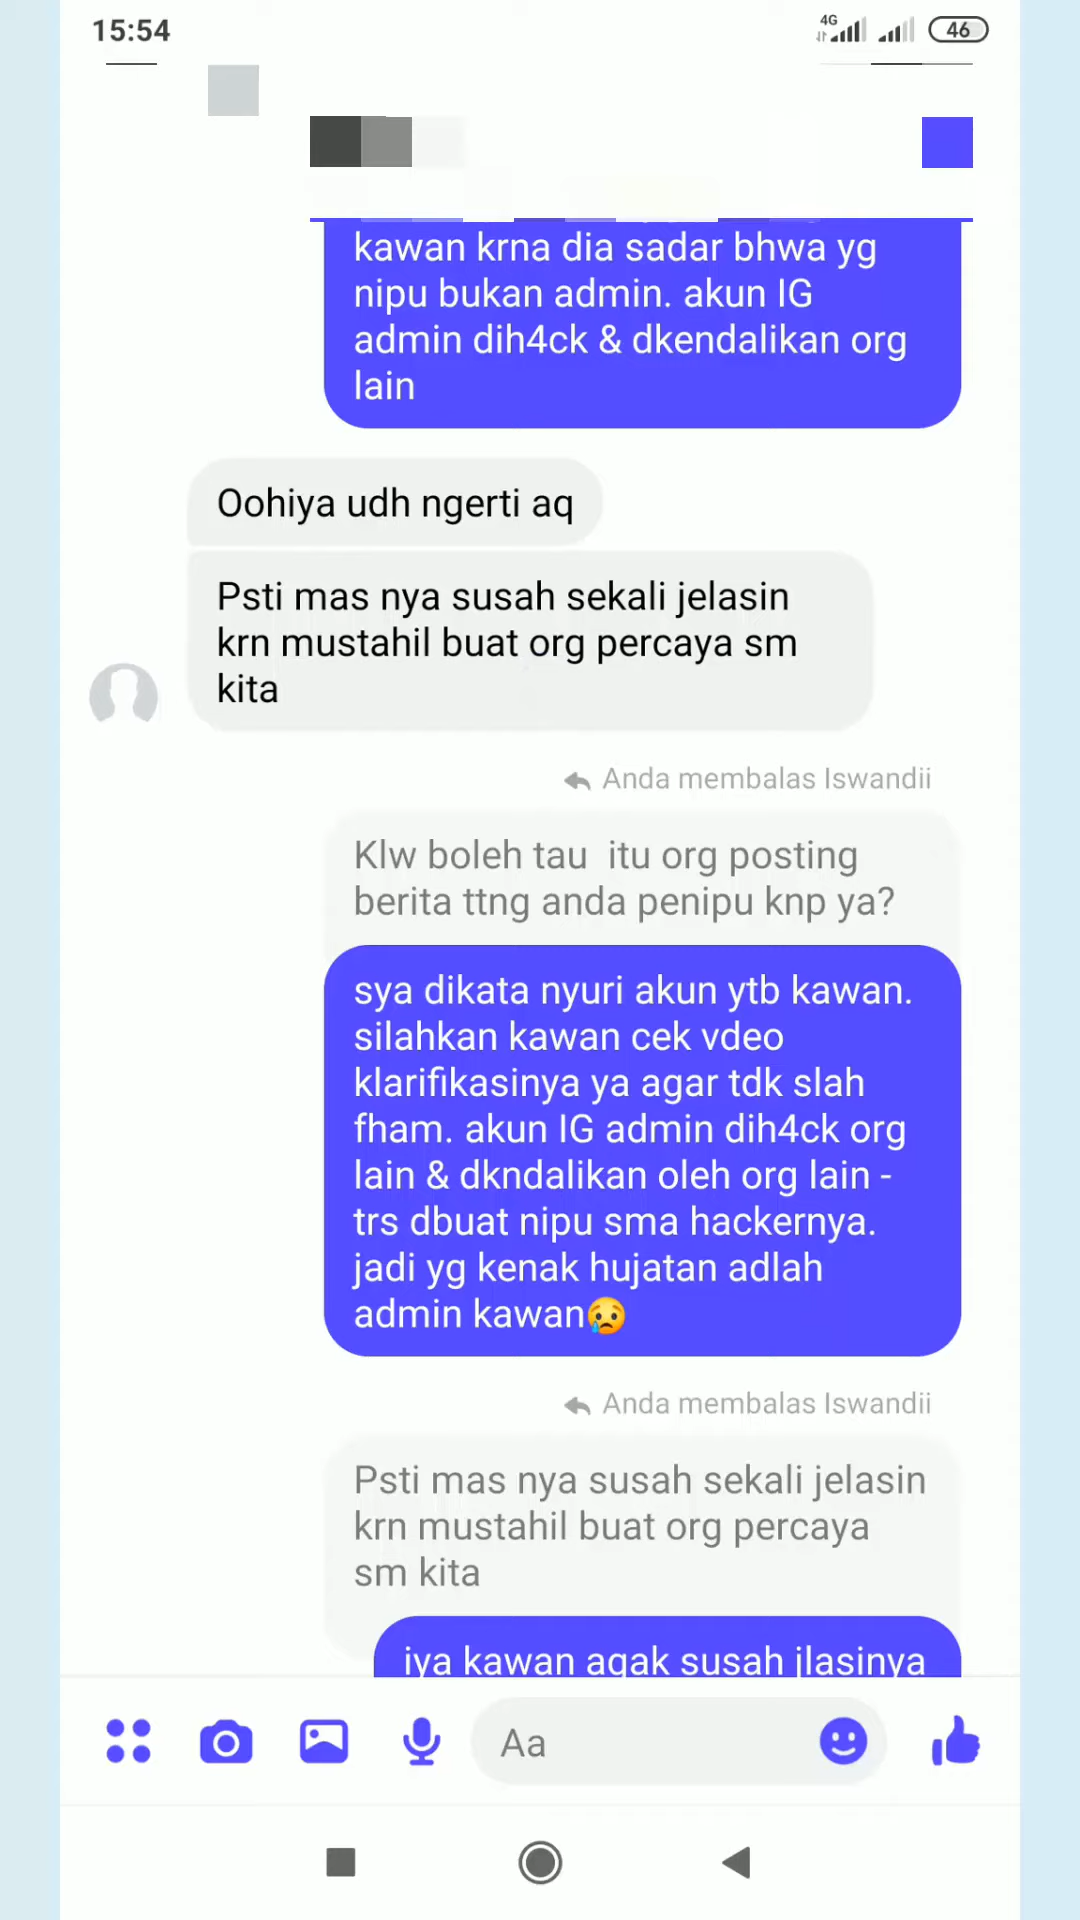 15:54
4G
46
kawan krna dia sadar bhwa yg
nipu bukan admin. akun IG
admin dih4ck & dkendalikan org
lain
Oohiya udh ngerti aq
Psti mas nya susah sekali jelasin
krn mustahil buat org percaya sm
kita
Anda membalas Iswandii
Klw boleh tau itu org posting
berita ttng anda penipu knp ya?
sya dikata nyuri akun ytb kawan.
silahkan kawan cek vdeo
klarifikasinya ya agar tdk slah
fham. akun IG admin dih4ck org
lain & dkndalikan oleh org lain -
trs dbuat nipu sma hackernya.
jadi yg kenak hujatan adlah
admin kawan😥
Anda membalas Iswandii
Psti mas nya susah sekali jelasin
krn mustahil buat org percaya
sm kita
iya kawan agak susah jlasinya
Aa